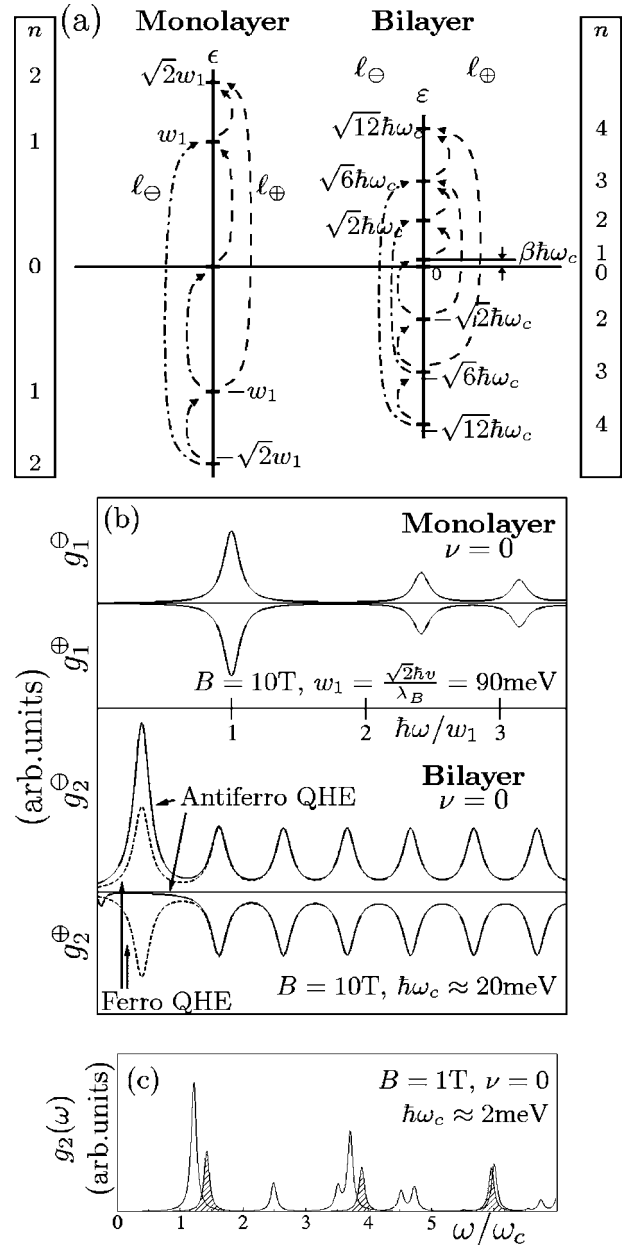 (a) Monolayer Bilayer
n ϵ ℓ⊖ ℓ⊕ n
2 √2w₁ ε
1 w₁ √12ħω_c 4
ℓ⊖ ℓ⊕ √6ħω_c 3
√2ħω_c 2
βħω_c 1
0 0 0
−√2ħω_c 2
1 −w₁ −√6ħω_c 3
2 −√2w₁ −√12ħω_c 4
(b) Monolayer
ν = 0
g₁^⊖
g₁^⊕
B = 10T, w₁ = √2ħv/λ_B = 90meV
1 2 ħω/w₁ 3
(arb.units)
Bilayer
ν = 0
g₂^⊖
Antiferro QHE
g₂^⊕
Ferro QHE
B = 10T, ħω_c ≈ 20meV
(c) B = 1T, ν = 0
ħω_c ≈ 2meV
g₂(ω)
(arb.units)
0 1 2 3 4 5 ω/ω_c